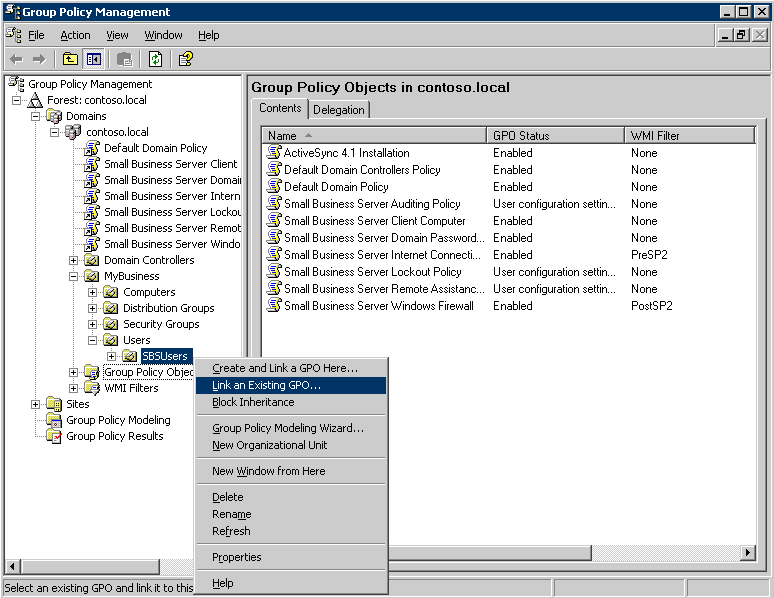 Group Policy Management
File Action View Window Help
Group Policy Management
Forest: contoso.local
Domains
contoso.local
Default Domain Policy
Small Business Server Client
Small Business Server Domai
Small Business Server Intern
Small Business Server Lockou
Small Business Server Remot
Small Business Server Windo
Domain Controllers
MyBusiness
Computers
Distribution Groups
Security Groups
Users
SBSUsers
Group Policy Objec
WMI Filters
Sites
Group Policy Modeling
Group Policy Results
Group Policy Objects in contoso.local
Contents Delegation
Name GPO Status WMI Filter
ActiveSync 4.1 Installation Enabled None
Default Domain Controllers Policy Enabled None
Default Domain Policy Enabled None
Small Business Server Auditing Policy User configuration settin... None
Small Business Server Client Computer Enabled None
Small Business Server Domain Password... Enabled None
Small Business Server Internet Connecti... Enabled PreSP2
Small Business Server Lockout Policy User configuration settin... None
Small Business Server Remote Assistanc... User configuration settin... None
Small Business Server Windows Firewall Enabled PostSP2
Create and Link a GPO Here...
Link an Existing GPO...
Block Inheritance
Group Policy Modeling Wizard...
New Organizational Unit
New Window from Here
Delete
Rename
Refresh
Properties
Help
Select an existing GPO and link it to this